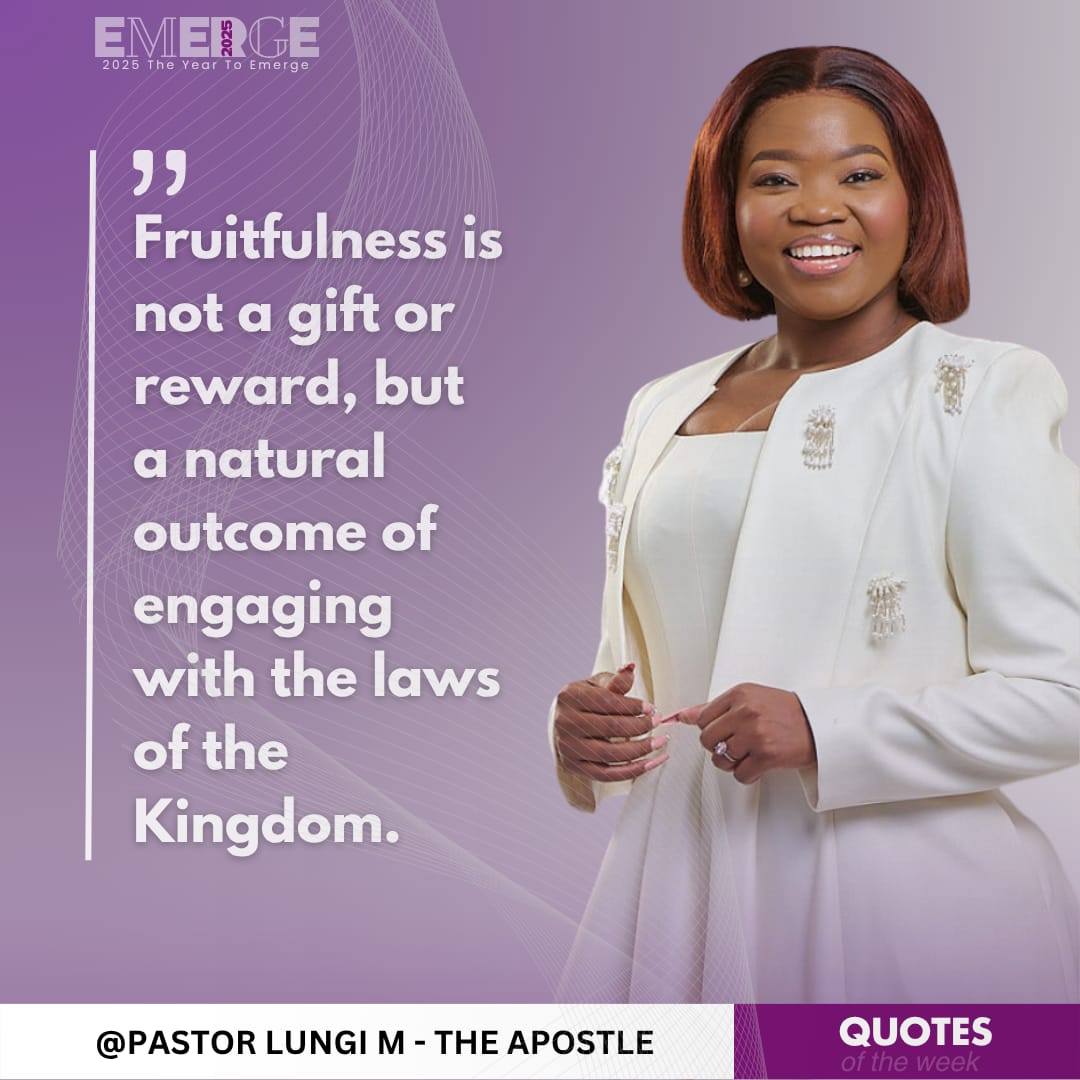 EMERGE
2025
2025 The Year To Emerge
”
Fruitfulness is
not a gift or
reward, but
a natural
outcome of
engaging
with the laws
of the
Kingdom.
@PASTOR LUNGI M - THE APOSTLE
QUOTES
of the week